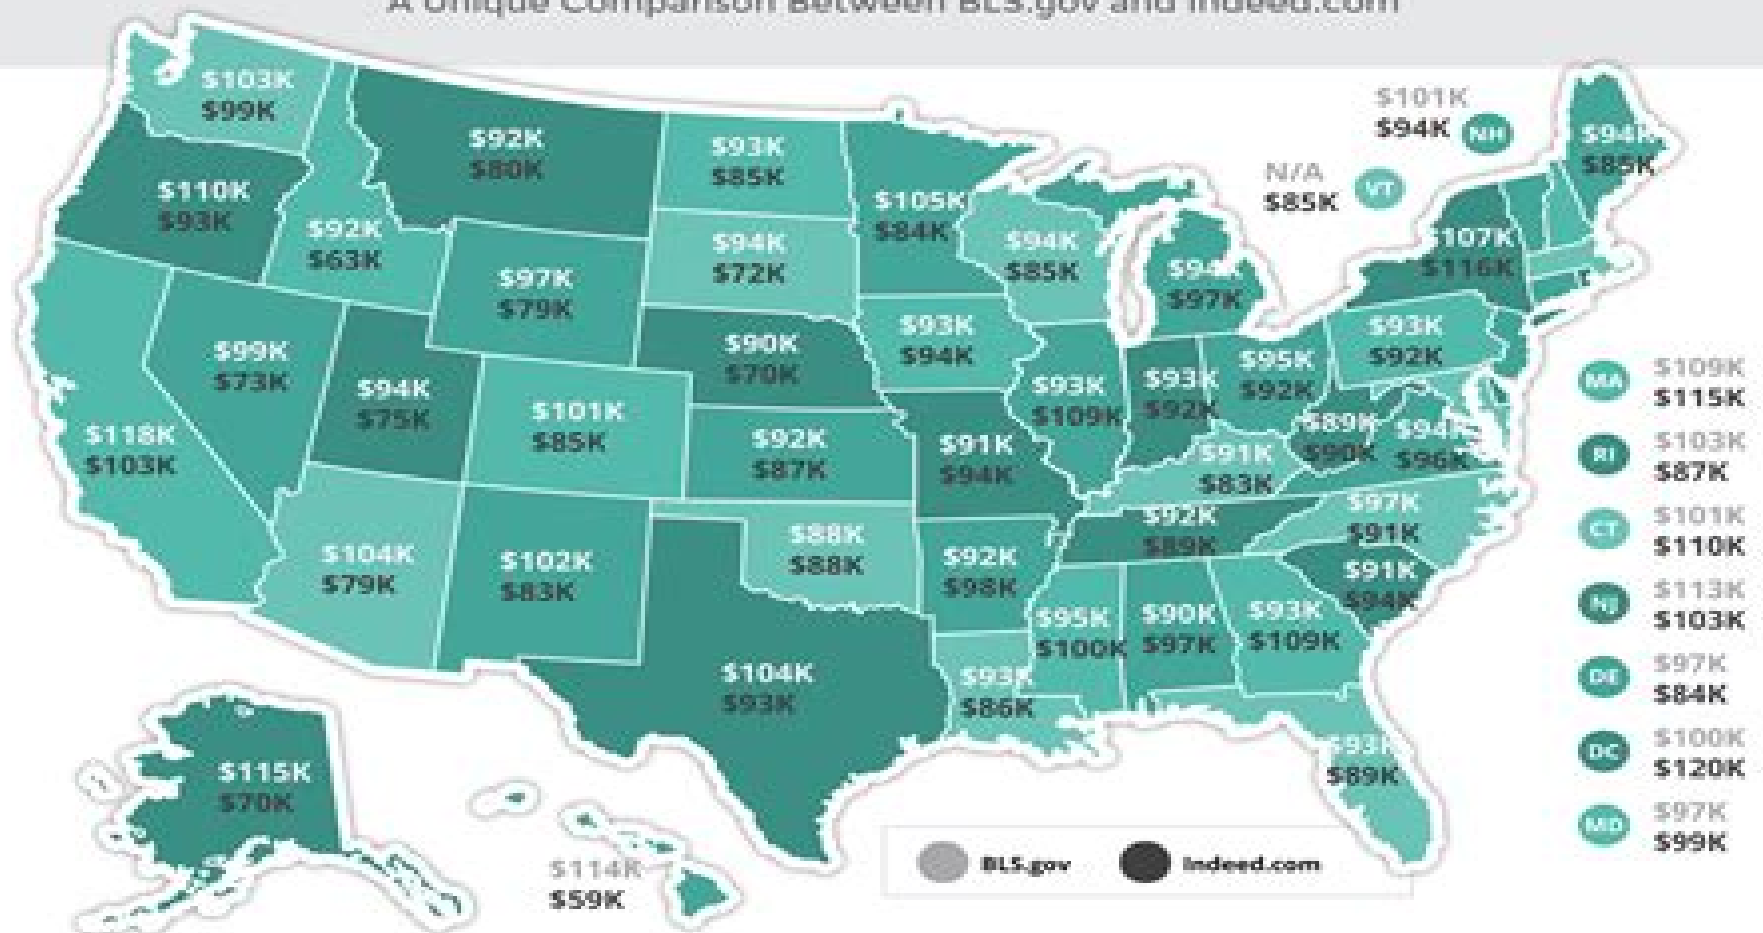 A Unique Comparison Between BLS.gov and Indeed.com
$103K
$99K
$110K
$93K
$92K
$80K
$92K
$63K
$93K
$85K
$94K
$72K
$97K
$79K
$105K
$84K
$94K
$85K
$94K
$97K
N/A
$85K
VT
$101K
$94K
NH
$94K
$85K
$107K
$116K
$99K
$73K
$118K
$103K
$94K
$75K
$101K
$85K
$90K
$70K
$92K
$87K
$93K
$94K
$91K
$94K
$93K
$109K
$93K
$92K
$95K
$92K
$93K
$92K
$89K
$90K
$94K
$96K
$91K
$83K
$97K
$91K
$92K
$89K
$91K
$94K
$104K
$79K
$102K
$83K
$88K
$88K
$92K
$98K
$104K
$93K
$93K
$86K
$95K
$100K
$90K
$97K
$93K
$109K
$93K
$89K
MA
$109K
$115K
RI
$103K
$87K
CT
$101K
$110K
NJ
$113K
$103K
DE
$97K
$84K
DC
$100K
$120K
MD
$97K
$99K
$115K
$70K
$114K
$59K
BLS.gov
Indeed.com